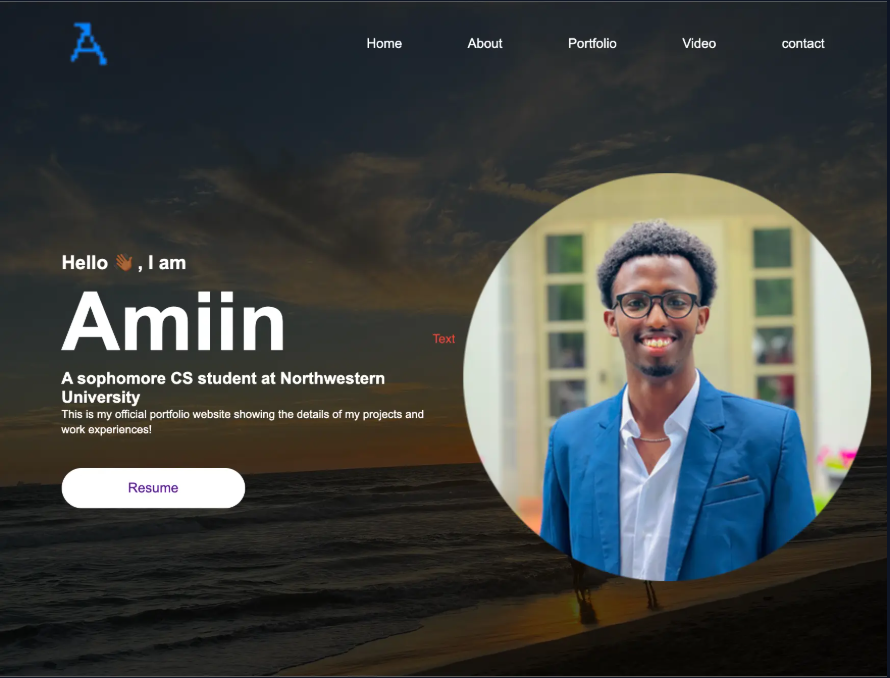 A
Home About Portfolio Video contact
Hello 👋🏾 , I am
Amiin
Text
A sophomore CS student at Northwestern
University
This is my official portfolio website showing the details of my projects and
work experiences!
Resume